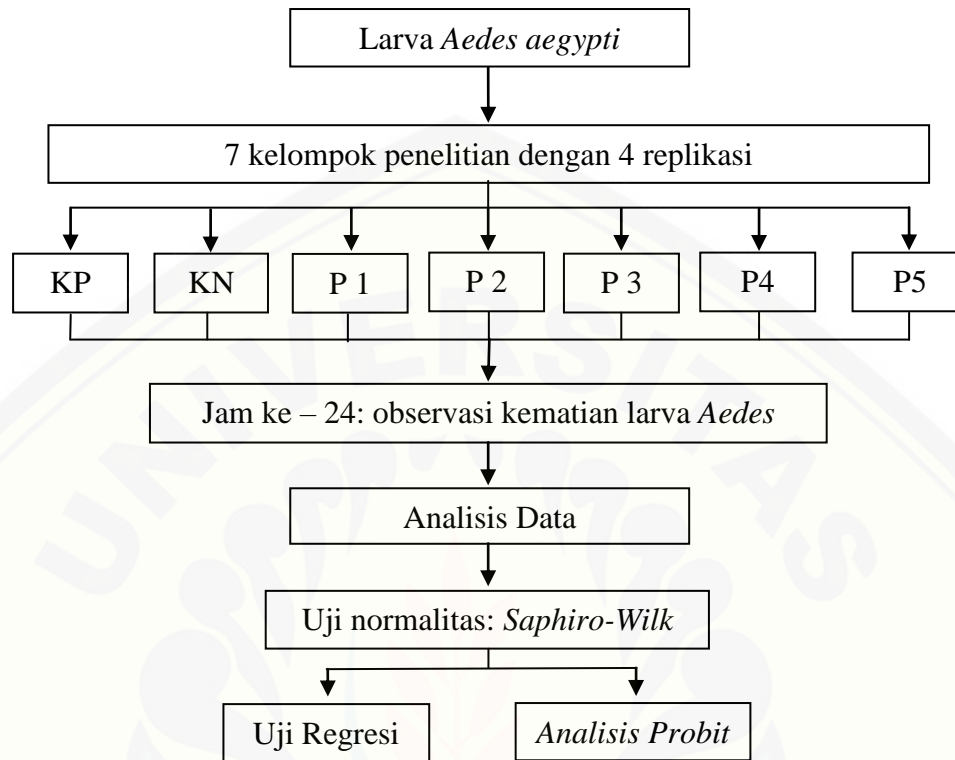 Larva Aedes aegypti
7 kelompok penelitian dengan 4 replikasi
KP KN P 1 P 2 P 3 P4 P5
Jam ke – 24: observasi kematian larva Aedes
Analisis Data
Uji normalitas: Saphiro-Wilk
Uji Regresi Analisis Probit
UNIVERSITAS